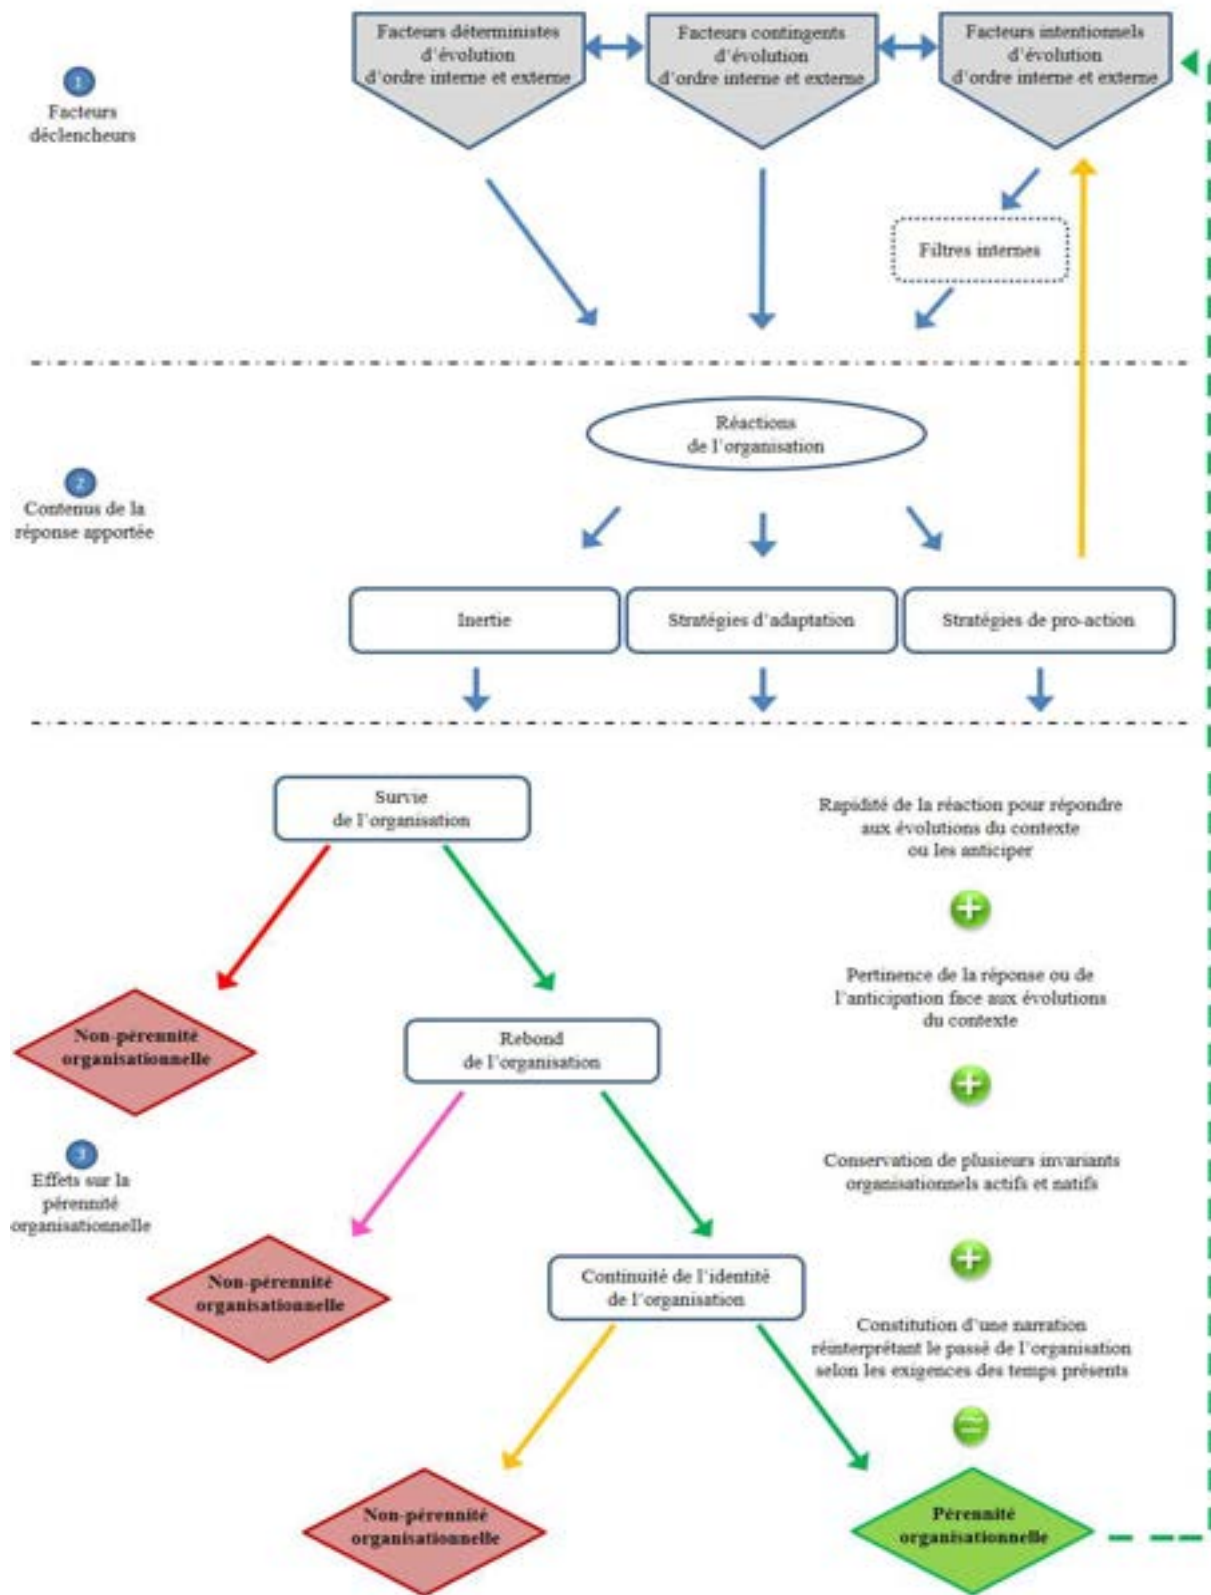 Facteurs déterministes
d'évolution
d'ordre interne et externe
Facteurs contingents
d'évolution
d'ordre interne et externe
Facteurs intentionnels
d'évolution
d'ordre interne et externe
1
Facteurs
déclencheurs
Filtres internes
Réactions
de l'organisation
2
Contenus de la
réponse apportée
Inertie
Stratégies d'adaptation
Stratégies de pro-action
Survie
de l'organisation
Rapidité de la réaction pour répondre
aux évolutions du contexte
ou les anticiper
+
Pertinence de la réponse ou de
l'anticipation face aux évolutions
du contexte
Non-pérennité
organisationnelle
Rebond
de l'organisation
+
3
Effets sur la
pérennité
organisationnelle
Conservation de plusieurs invariants
organisationnels actifs et natifs
+
Non-pérennité
organisationnelle
Continuité de l'identité
de l'organisation
Constitution d'une narration
réinterprétant le passé de l'organisation
selon les exigences des temps présents
=
Non-pérennité
organisationnelle
Pérennité
organisationnelle